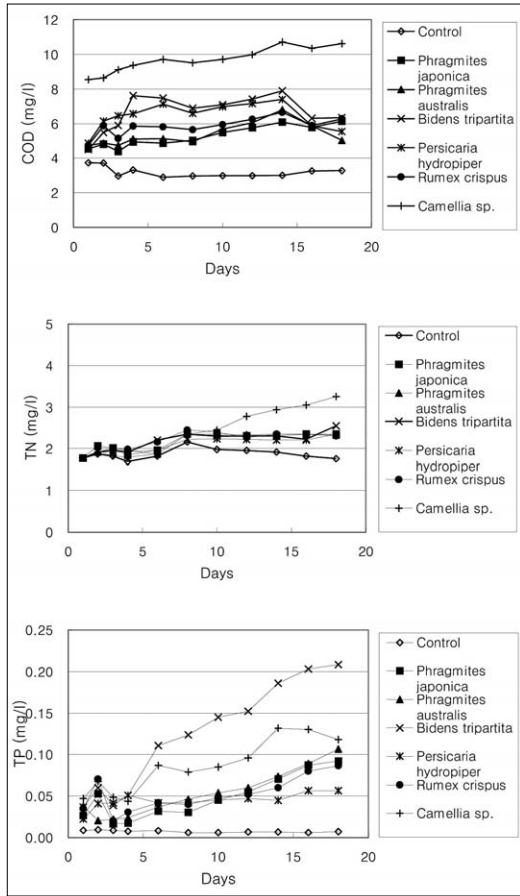 12
10
8
6
4
2
0
COD (mg/l)
0 5 10 15 20
Days
Control
Phragmites
japonica
Phragmites
australis
Bidens tripartita
Persicaria
hydropiper
Rumex crispus
Camellia sp.
5
4
3
2
1
0
TN (mg/l)
0 5 10 15 20
Days
Control
Phragmites
japonica
Phragmites
australis
Bidens tripartita
Persicaria
hydropiper
Rumex crispus
Camellia sp.
0.25
0.20
0.15
0.10
0.05
0.00
TP (mg/l)
0 5 10 15 20
Days
Control
Phragmites
japonica
Phragmites
australis
Bidens tripartita
Persicaria
hydropiper
Rumex crispus
Camellia sp.